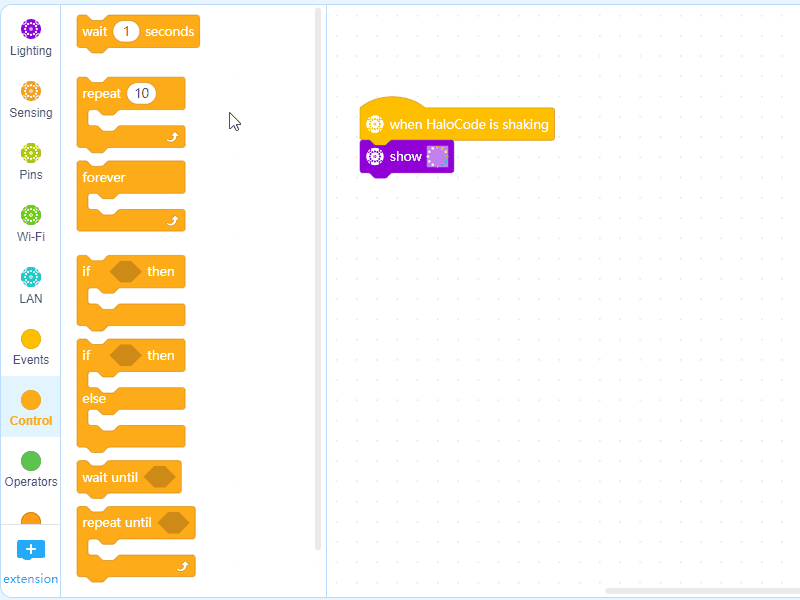 Lighting
Sensing
Pins
Wi-Fi
LAN
Events
Control
Operators
+
extension
wait 1 seconds
repeat 10
forever
if then
if then
else
wait until
repeat until
when HaloCode is shaking
show